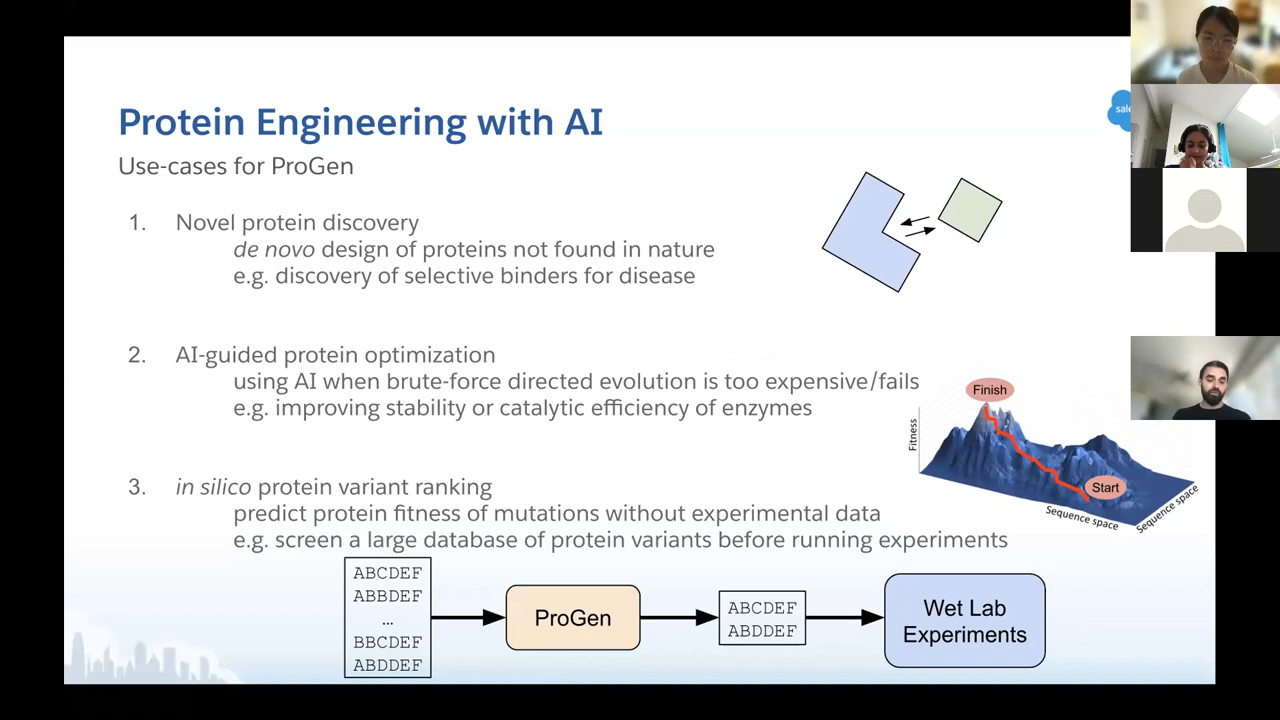 Protein Engineering with AI
Use-cases for ProGen
1. Novel protein discovery
de novo design of proteins not found in nature
e.g. discovery of selective binders for disease
2. AI-guided protein optimization
using AI when brute-force directed evolution is too expensive/fails
e.g. improving stability or catalytic efficiency of enzymes
Finish
Fitness
Start
Sequence space
Sequence space
3. in silico protein variant ranking
predict protein fitness of mutations without experimental data
e.g. screen a large database of protein variants before running experiments
ABCDEF
ABBDEF
...
BBCDEF
ABDDEF
ProGen
ABCDEF
ABDDEF
Wet Lab
Experiments